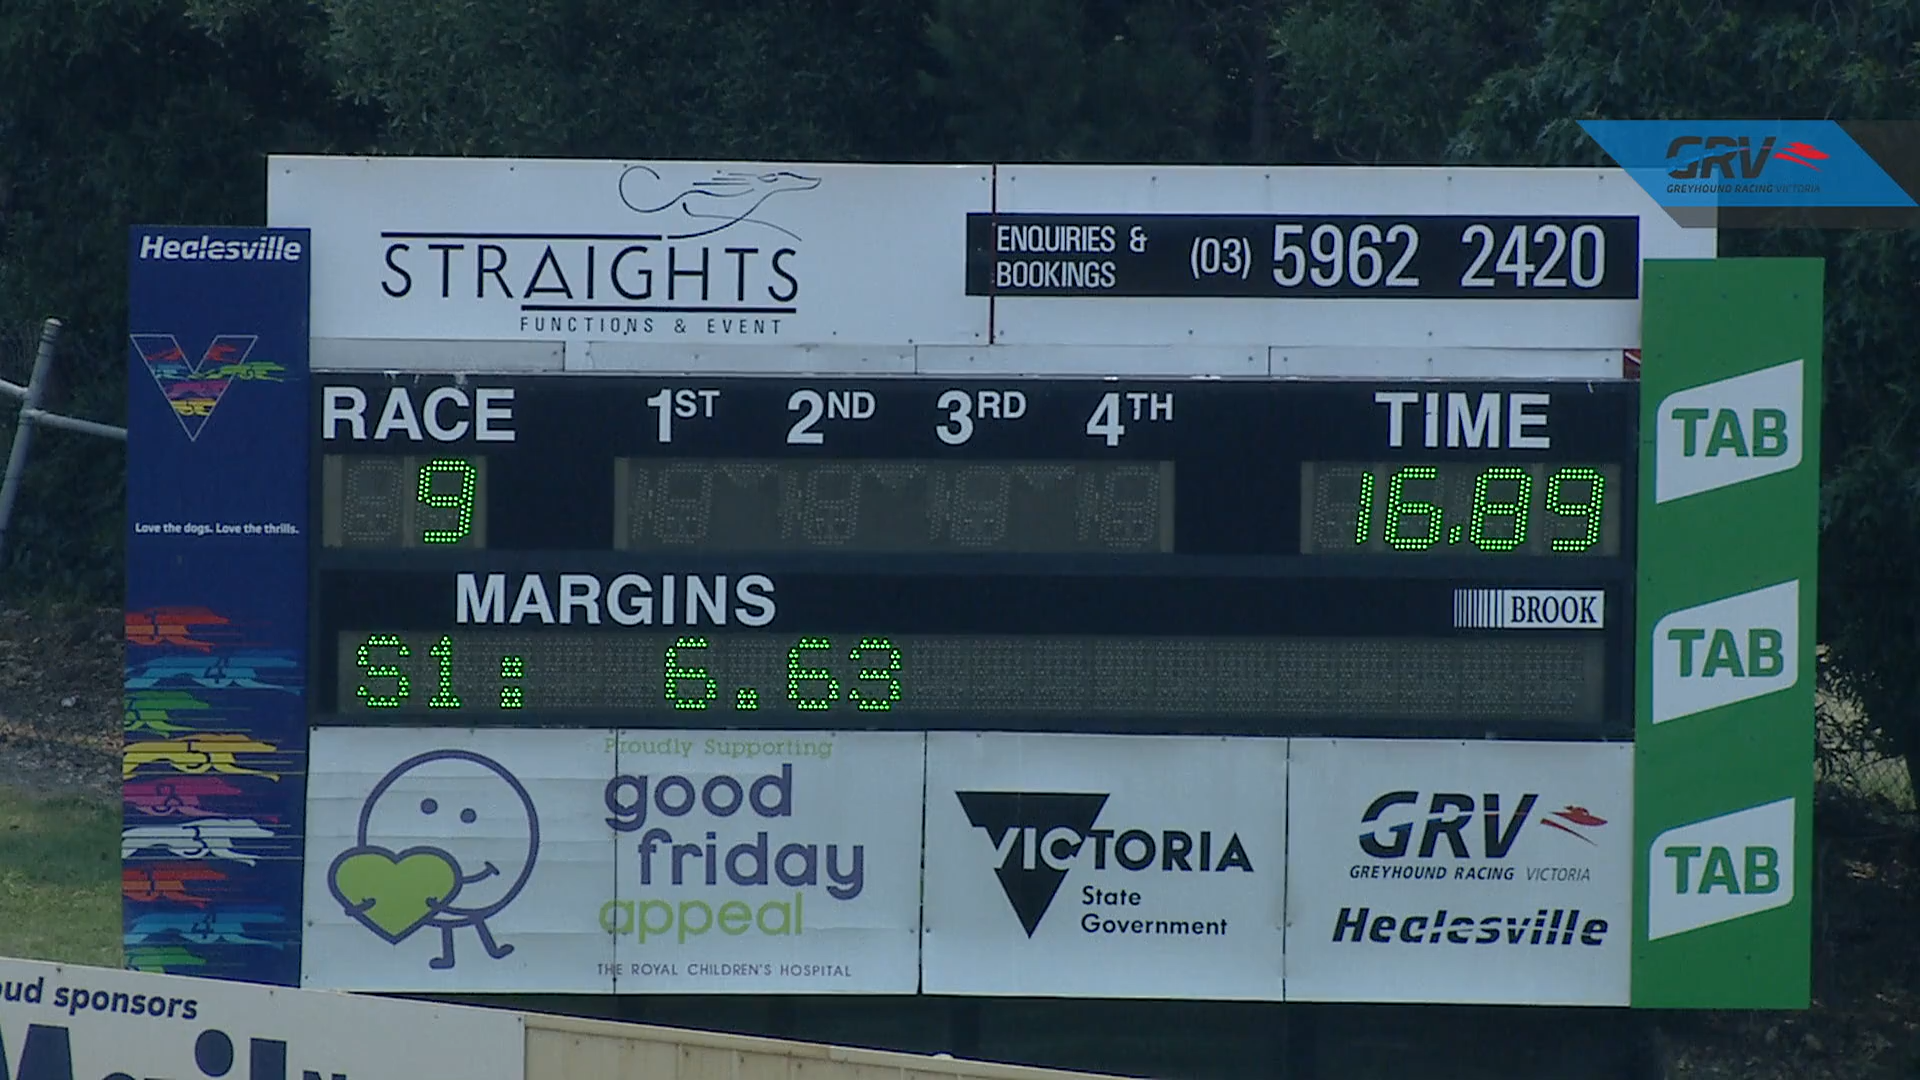 GRV
GREYHOUND RACING VICTORIA
STRAIGHTS
FUNCTIONS & EVENT
ENQUIRIES & BOOKINGS (03) 5962 2420
Healesville
Love the dogs. Love the thrills.
RACE 1ST 2ND 3RD 4TH TIME
9 16.89
MARGINS BROOK
S1: 6.63
TAB
TAB
TAB
Proudly Supporting
good
friday
appeal
THE ROYAL CHILDREN'S HOSPITAL
VICTORIA
State
Government
GRV
GREYHOUND RACING VICTORIA
Healesville
sponsors